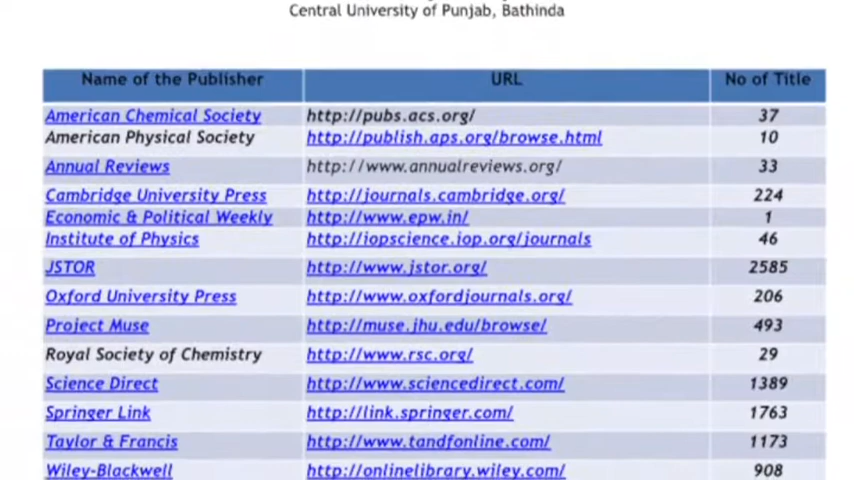 Central University of Punjab, Bathinda
Name of the Publisher URL No of Title
American Chemical Society http://pubs.acs.org/ 37
American Physical Society http://publish.aps.org/browse.html 10
Annual Reviews http://www.annualreviews.org/ 33
Cambridge University Press http://journals.cambridge.org/ 224
Economic & Political Weekly http://www.epw.in/ 1
Institute of Physics http://iopscience.iop.org/journals 46
JSTOR http://www.jstor.org/ 2585
Oxford University Press http://www.oxfordjournals.org/ 206
Project Muse http://muse.jhu.edu/browse/ 493
Royal Society of Chemistry http://www.rsc.org/ 29
Science Direct http://www.sciencedirect.com/ 1389
Springer Link http://link.springer.com/ 1763
Taylor & Francis http://www.tandfonline.com/ 1173
Wiley-Blackwell http://onlinelibrary.wiley.com/ 908